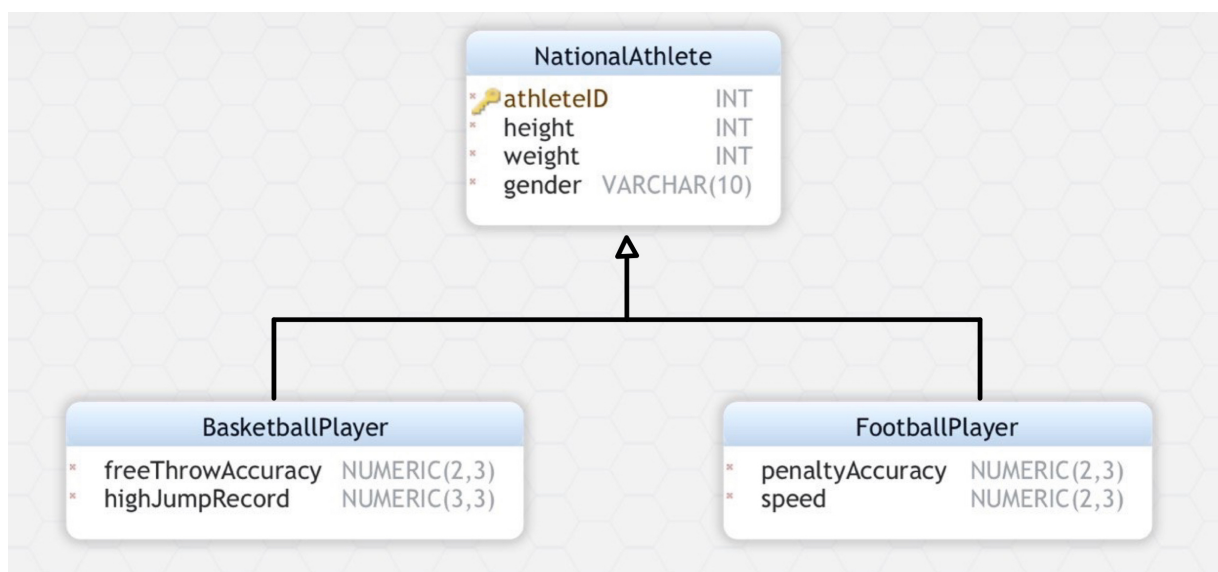 NationalAthlete
athleteID INT
height INT
weight INT
gender VARCHAR(10)
BasketballPlayer
freeThrowAccuracy NUMERIC(2,3)
highJumpRecord NUMERIC(3,3)
FootballPlayer
penaltyAccuracy NUMERIC(2,3)
speed NUMERIC(2,3)